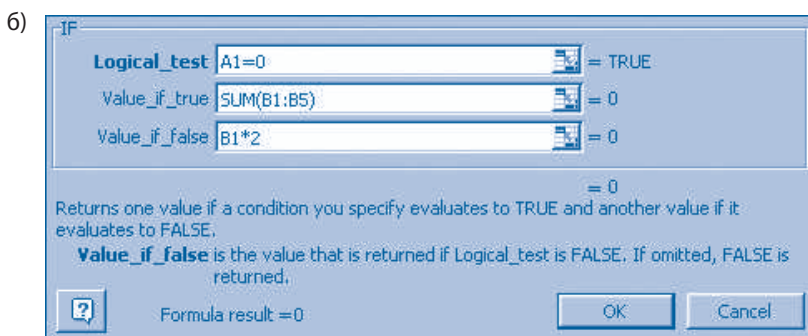 б)
IF
Logical_test A1=0 = TRUE
Value_if_true SUM(B1:B5) = 0
Value_if_false B1*2 = 0
= 0
Returns one value if a condition you specify evaluates to TRUE and another value if it
evaluates to FALSE.
Value_if_false is the value that is returned if Logical_test is FALSE. If omitted, FALSE is
returned.
? Formula result =0 OK Cancel